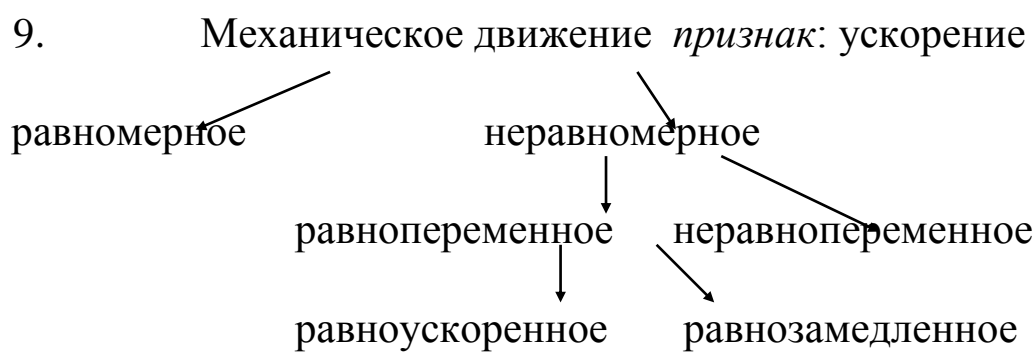 9. Механическое движение признак: ускорение
равномерное неравномерное
равнопеременное неравнопеременное
равноускоренное равнозамедленное